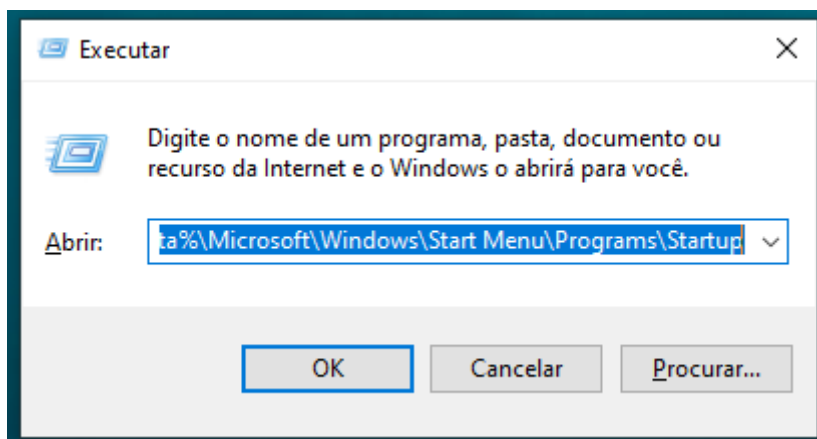 Executar
Digite o nome de um programa, pasta, documento ou
recurso da Internet e o Windows o abrirá para você.
Abrir: ta%\Microsoft\Windows\Start Menu\Programs\Startup
OK Cancelar Procurar...